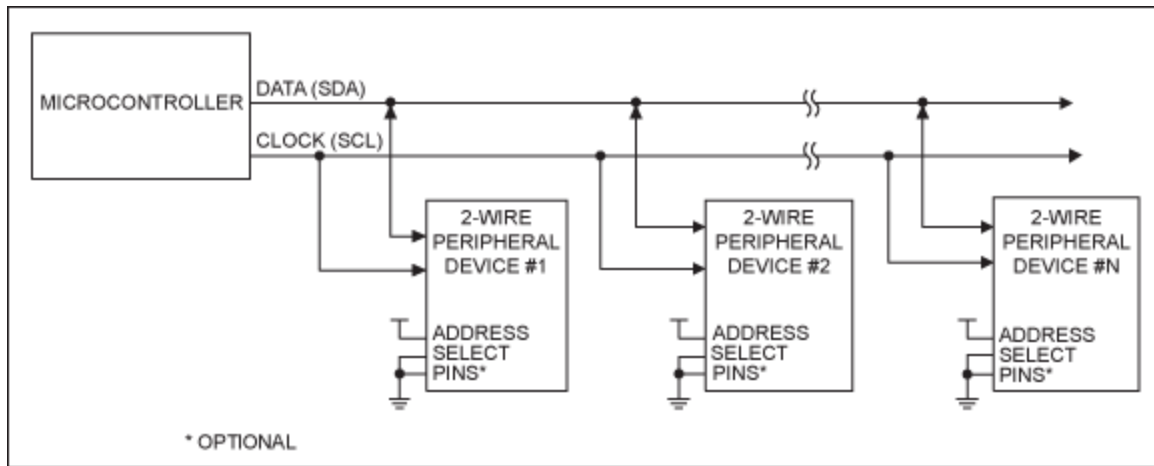 MICROCONTROLLER
DATA (SDA)
CLOCK (SCL)
2-WIRE
PERIPHERAL
DEVICE #1
ADDRESS
SELECT
PINS*
2-WIRE
PERIPHERAL
DEVICE #2
ADDRESS
SELECT
PINS*
2-WIRE
PERIPHERAL
DEVICE #N
ADDRESS
SELECT
PINS*
* OPTIONAL